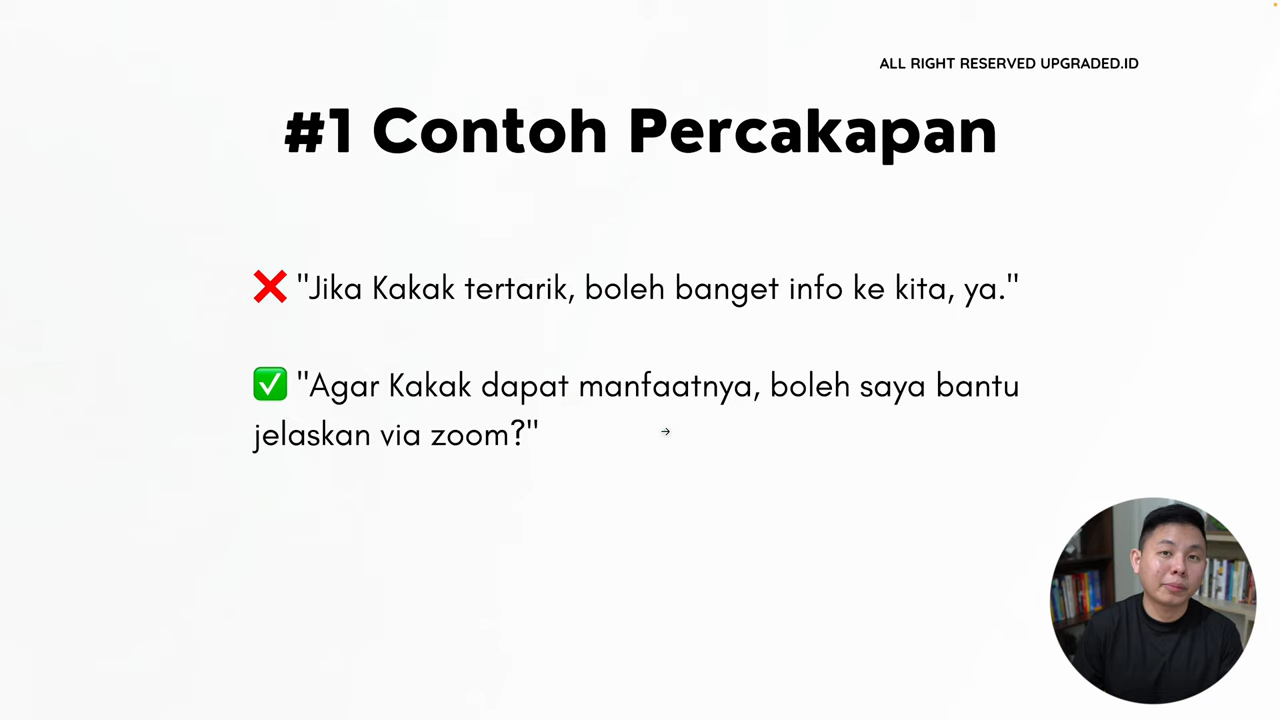 ALL RIGHT RESERVED UPGRADED.ID
#1 Contoh Percakapan
❌ "Jika Kakak tertarik, boleh banget info ke kita, ya."
✅ "Agar Kakak dapat manfaatnya, boleh saya bantu
jelaskan via zoom?"